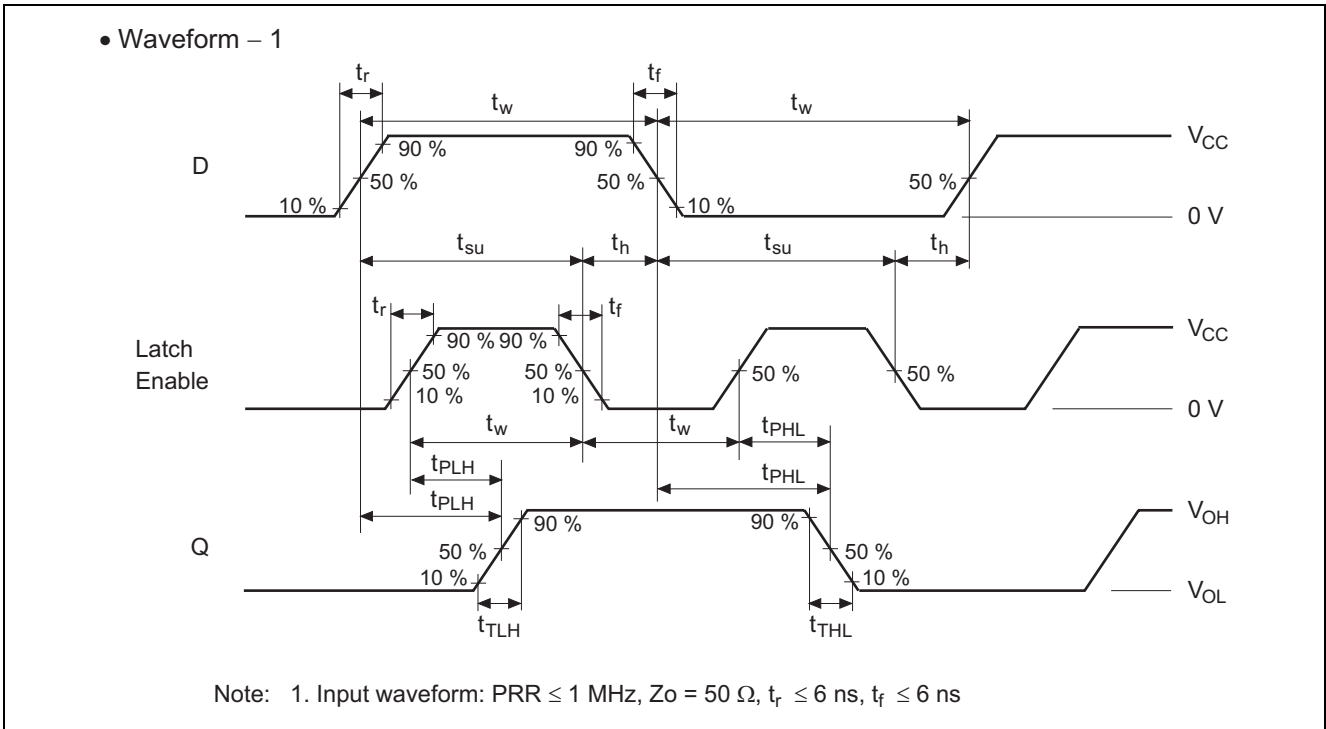 • Waveform – 1
tr
tf
tw
tw
D
90 %
90 %
VCC
50 %
50 %
50 %
10 %
10 %
0 V
tsu
th
tsu
th
tr
tf
Latch
Enable
90 %
90 %
VCC
50 %
50 %
50 %
50 %
10 %
10 %
0 V
tw
tw
tPHL
tPLH
tPHL
tPLH
Q
90 %
90 %
VOH
50 %
50 %
10 %
10 %
VOL
tTLH
tTHL
Note: 1. Input waveform: PRR ≤ 1 MHz, Zo = 50 Ω, tr ≤ 6 ns, tf ≤ 6 ns